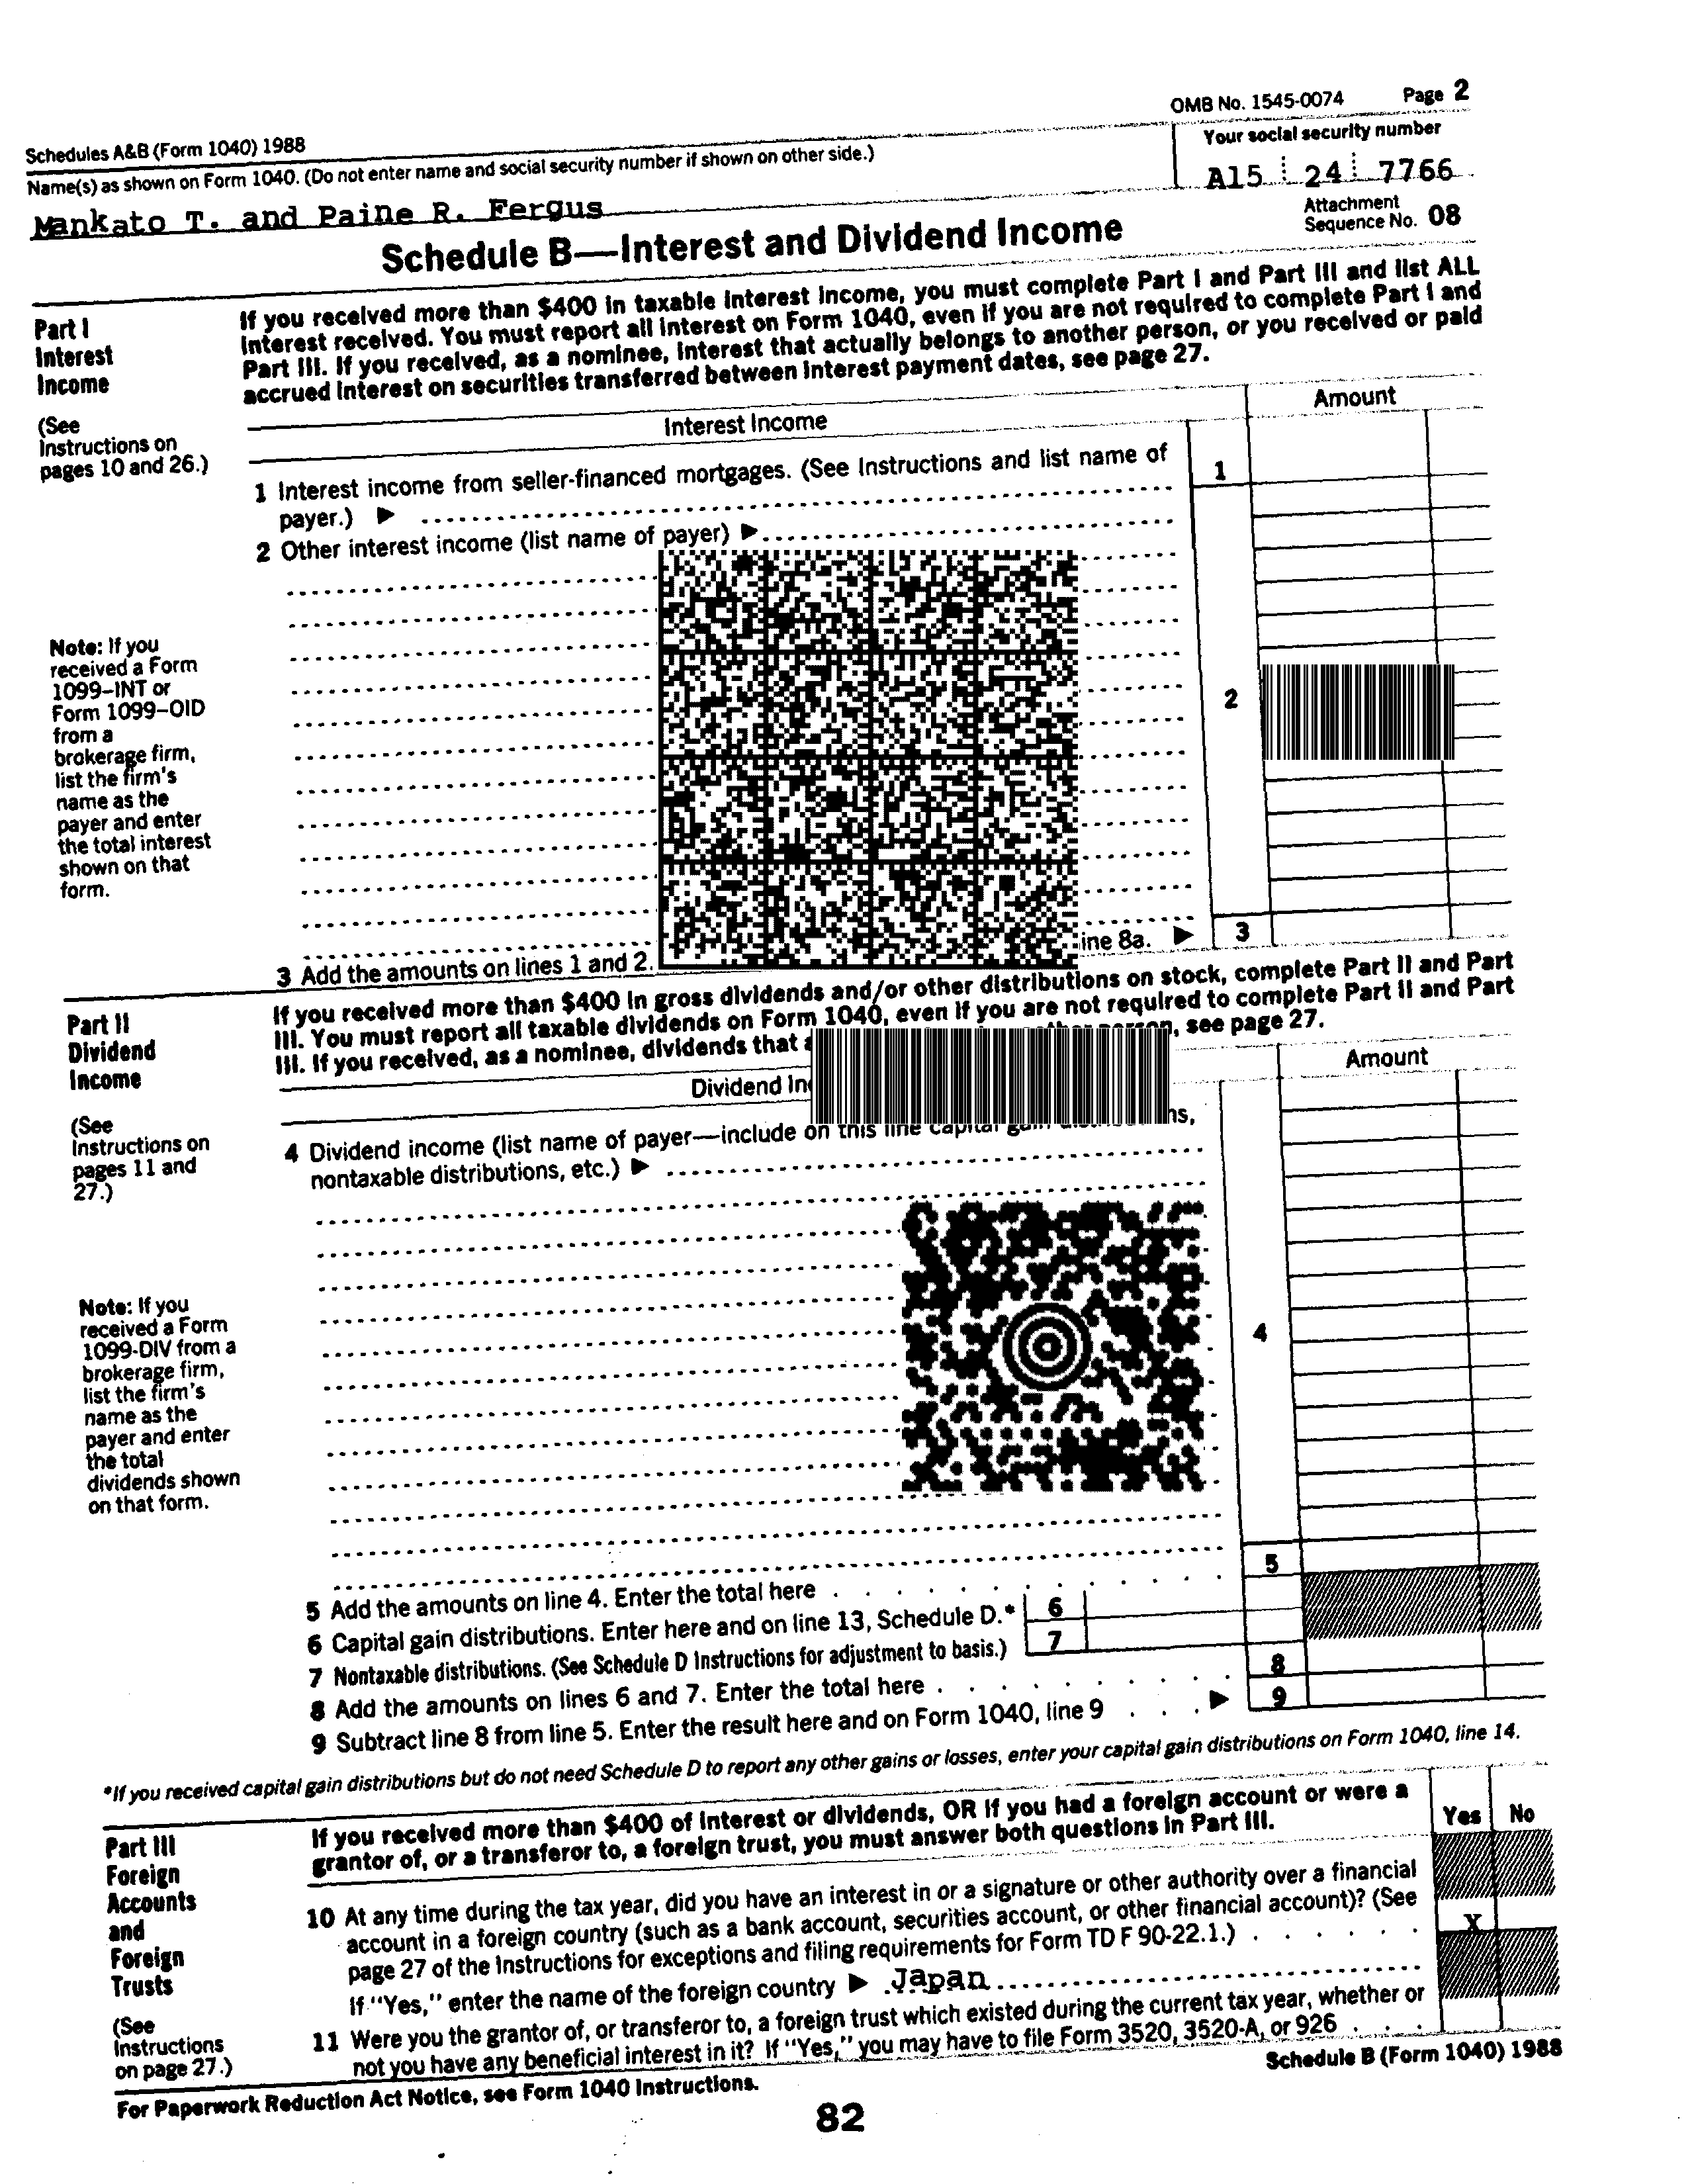 OMB No. 1545-0074 Page 2
Schedules A&B (Form 1040) 1988
Name(s) as shown on Form 1040. (Do not enter name and social security number if shown on other side.)
Your social security number
Mankato T. and Paine R. Fergus
A15 24 7766
Schedule B—Interest and Dividend Income
Attachment
Sequence No. 08
Part I
Interest
Income
If you received more than $400 in taxable interest income, you must complete Part I and Part III and list ALL
interest received. You must report all interest on Form 1040, even if you are not required to complete Part I and
Part III. If you received, as a nominee, interest that actually belongs to another person, or you received or paid
accrued interest on securities transferred between interest payment dates, see page 27.
(See
Instructions on
pages 10 and 26.)
Interest Income
Amount
1 Interest income from seller-financed mortgages. (See Instructions and list name of
payer.) ▶
1
2 Other interest income (list name of payer) ▶
Note: If you
received a Form
1099–INT or
Form 1099–OID
from a
brokerage firm,
list the firm's
name as the
payer and enter
the total interest
shown on that
form.
2
3 Add the amounts on lines 1 and 2. ine 8a. ▶ 3
Part II
Dividend
Income
If you received more than $400 in gross dividends and/or other distributions on stock, complete Part II and Part
III. You must report all taxable dividends on Form 1040, even if you are not required to complete Part II and Part
III. If you received, as a nominee, dividends that person, see page 27.
(See
Instructions on
pages 11 and
27.)
Dividend In
Amount
4 Dividend income (list name of payer—include on this line capital gain
nontaxable distributions, etc.) ▶
Note: If you
received a Form
1099-DIV from a
brokerage firm,
list the firm's
name as the
payer and enter
the total
dividends shown
on that form.
4
5 Add the amounts on line 4. Enter the total here 5
6 Capital gain distributions. Enter here and on line 13, Schedule D.* 6
7 Nontaxable distributions. (See Schedule D Instructions for adjustment to basis.) 7
8 Add the amounts on lines 6 and 7. Enter the total here 8
9 Subtract line 8 from line 5. Enter the result here and on Form 1040, line 9 ▶ 9
*If you received capital gain distributions but do not need Schedule D to report any other gains or losses, enter your capital gain distributions on Form 1040, line 14.
Part III
Foreign
Accounts
and
Foreign
Trusts
If you received more than $400 of interest or dividends, OR if you had a foreign account or were a
grantor of, or a transferor to, a foreign trust, you must answer both questions in Part III.
Yes No
10 At any time during the tax year, did you have an interest in or a signature or other authority over a financial
account in a foreign country (such as a bank account, securities account, or other financial account)? (See
page 27 of the Instructions for exceptions and filing requirements for Form TD F 90-22.1.) X
If "Yes," enter the name of the foreign country ▶ Japan
(See
Instructions
on page 27.)
11 Were you the grantor of, or transferor to, a foreign trust which existed during the current tax year, whether or
not you have any beneficial interest in it? If "Yes," you may have to file Form 3520, 3520-A, or 926
For Paperwork Reduction Act Notice, see Form 1040 Instructions.
Schedule B (Form 1040) 1988
82